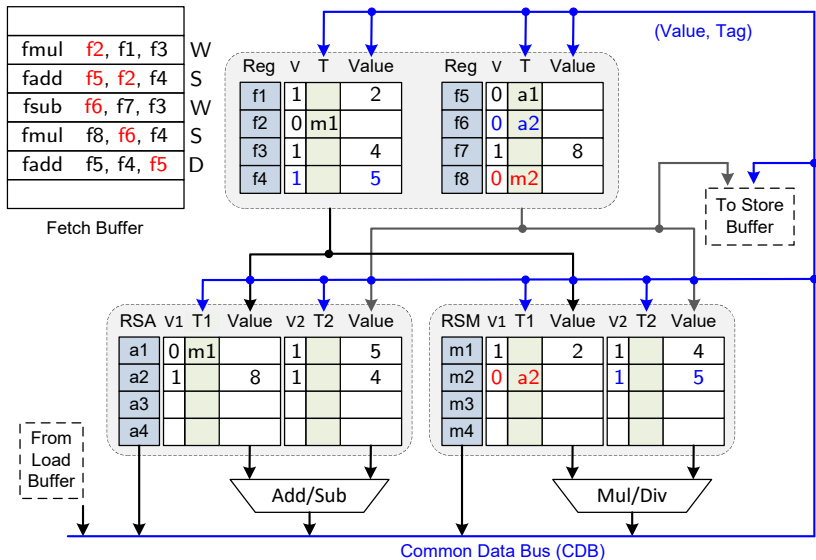 fmul f2, f1, f3 W
fadd f5, f2, f4 S
fsub f6, f7, f3 W
fmul f8, f6, f4 S
fadd f5, f4, f5 D
Fetch Buffer
(Value, Tag)
Reg V T Value
f1 1 2
f2 0 m1
f3 1 4
f4 1 5
Reg V T Value
f5 0 a1
f6 0 a2
f7 1 8
f8 0 m2
To Store
Buffer
RSA V1 T1 Value V2 T2 Value
a1 0 m1 1 5
a2 1 8 1 4
a3
a4
RSM V1 T1 Value V2 T2 Value
m1 1 2 1 4
m2 0 a2 1 5
m3
m4
From
Load
Buffer
Add/Sub
Mul/Div
Common Data Bus (CDB)